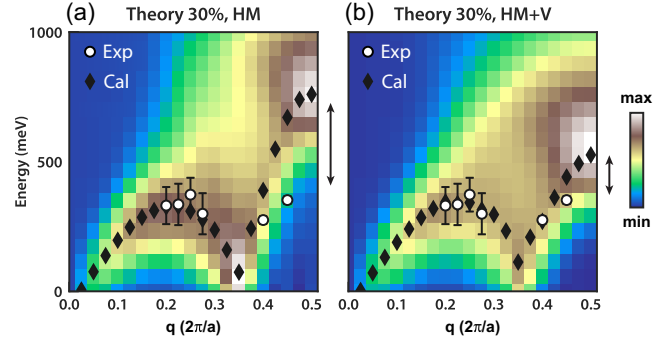 (a) Theory 30%, HM
(b) Theory 30%, HM+V
1000
500
0
Energy (meV)
Exp
Cal
Exp
Cal
max
min
0.0 0.1 0.2 0.3 0.4 0.5
0.0 0.1 0.2 0.3 0.4 0.5
q (2π/a)
q (2π/a)